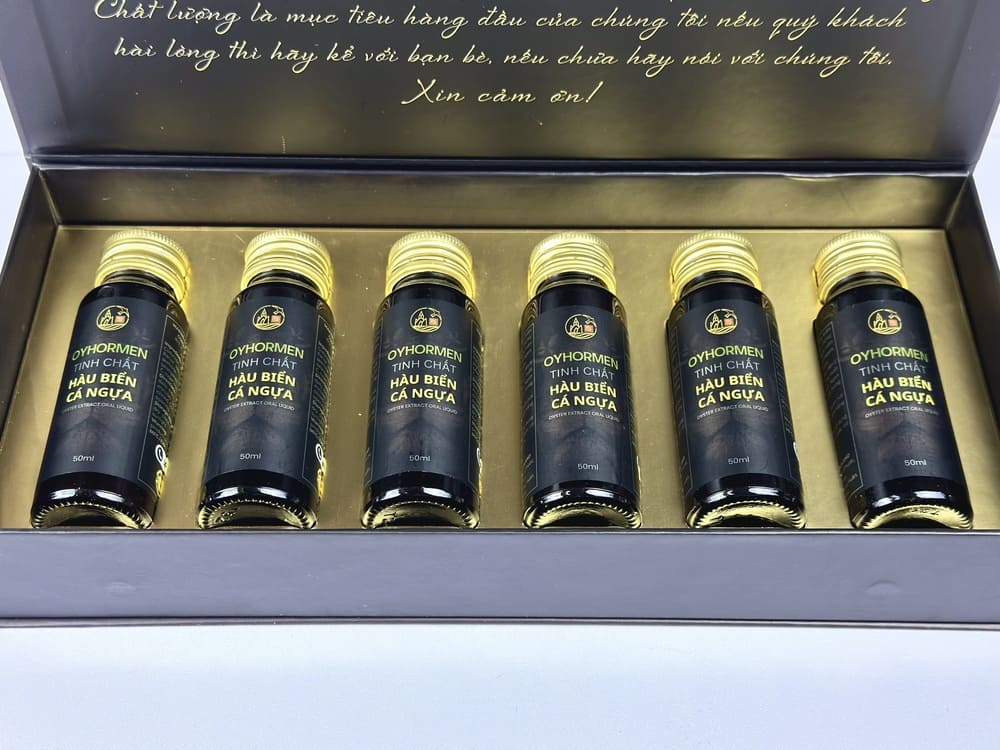 Chất lượng là mục tiêu hàng đầu của chúng tôi nếu quý khách
hài lòng thì hãy kể với bạn bè, nếu chưa hãy nói với chúng tôi.
Xin cảm ơn!
OYHORMEN
TINH CHẤT
HÀU BIỂN
CÁ NGỰA
OYSTER EXTRACT ORAL LIQUID
50ml
OYHORMEN
TINH CHẤT
HÀU BIỂN
CÁ NGỰA
OYSTER EXTRACT ORAL LIQUID
50ml
OYHORMEN
TINH CHẤT
HÀU BIỂN
CÁ NGỰA
OYSTER EXTRACT ORAL LIQUID
50ml
OYHORMEN
TINH CHẤT
HÀU BIỂN
CÁ NGỰA
OYSTER EXTRACT ORAL LIQUID
50ml
OYHORMEN
TINH CHẤT
HÀU BIỂN
CÁ NGỰA
OYSTER EXTRACT ORAL LIQUID
50ml
OYHORMEN
TINH CHẤT
HÀU BIỂN
CÁ NGỰA
OYSTER EXTRACT ORAL LIQUID
50ml